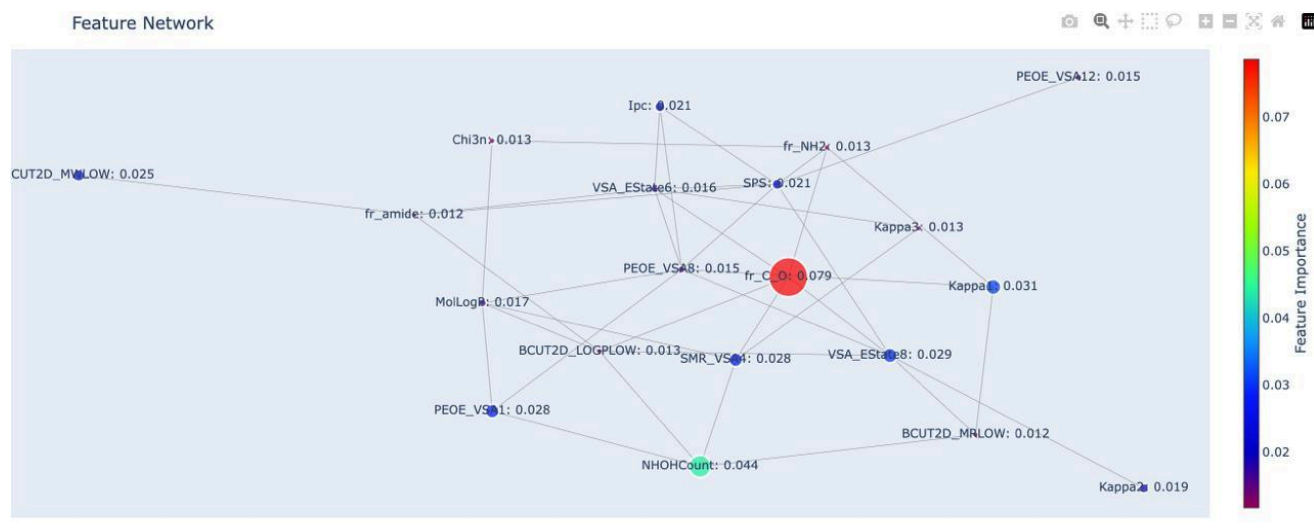 Feature Network
PEOE_VSA12: 0.015
Ipc: 0.021
Chi3n: 0.013
fr_NH2: 0.013
CUT2D_MWLOW: 0.025
VSA_EState6: 0.016
SPS: 0.021
fr_amide: 0.012
Kappa3: 0.013
PEOE_VSA8: 0.015
fr_C_O: 0.079
Kappa1: 0.031
MolLogP: 0.017
BCUT2D_LOGPLOW: 0.013
SMR_VSA4: 0.028
VSA_EState8: 0.029
PEOE_VSA1: 0.028
BCUT2D_MRLOW: 0.012
NHOHCount: 0.044
Kappa2: 0.019
0.07
0.06
0.05
0.04
0.03
0.02
Feature Importance